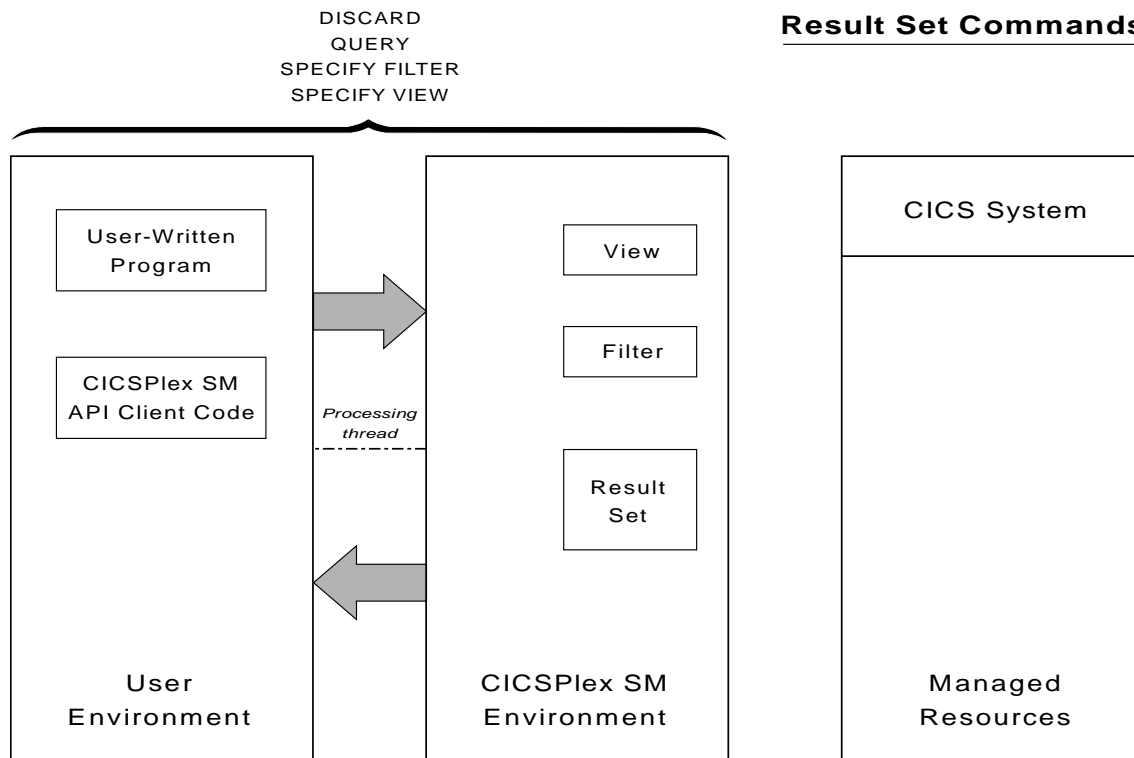 DISCARD
QUERY
SPECIFY FILTER
SPECIFY VIEW
Result Set Commands
User-Written
Program
CICSPlex SM
API Client Code
User
Environment
Processing
thread
View
Filter
Result
Set
CICSPlex SM
Environment
CICS System
Managed
Resources